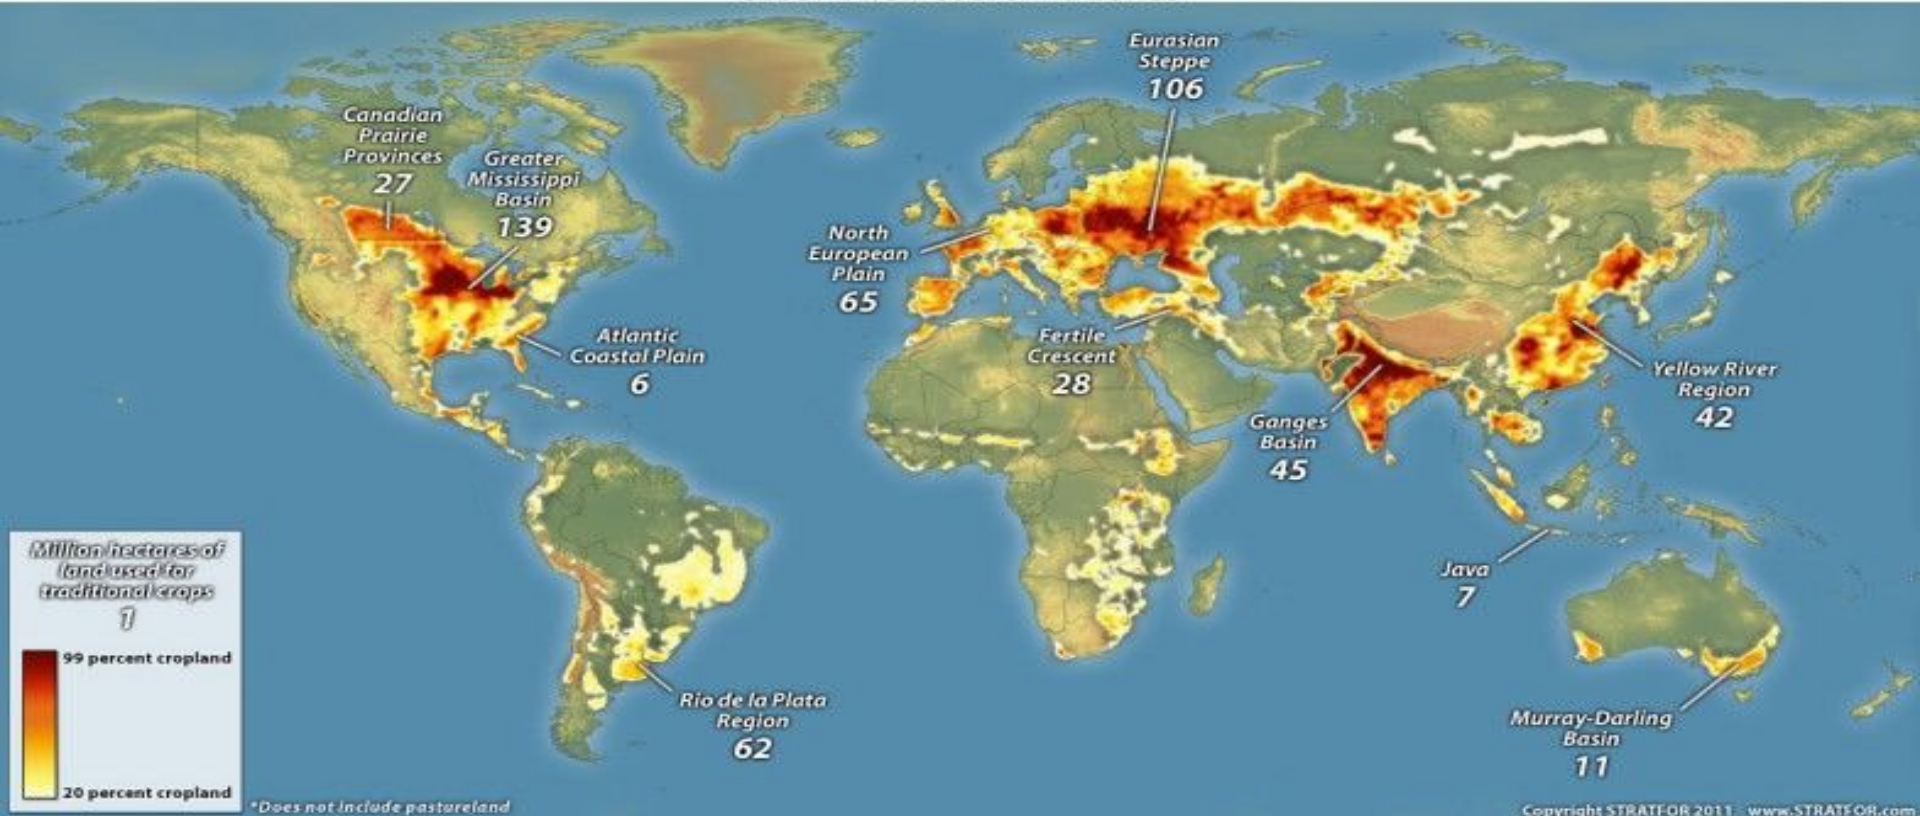 Eurasian
Steppe
106
Canadian
Prairie
Provinces
27
Greater
Mississippi
Basin
139
North
European
Plain
65
Atlantic
Coastal Plain
6
Fertile
Crescent
28
Ganges
Basin
45
Yellow River
Region
42
Java
7
Rio de la Plata
Region
62
Murray-Darling
Basin
11
Million hectares of
land used for
traditional crops
1
99 percent cropland
20 percent cropland
*Does not include pastureland
Copyright STRATFOR 2011 www.STRATFOR.com